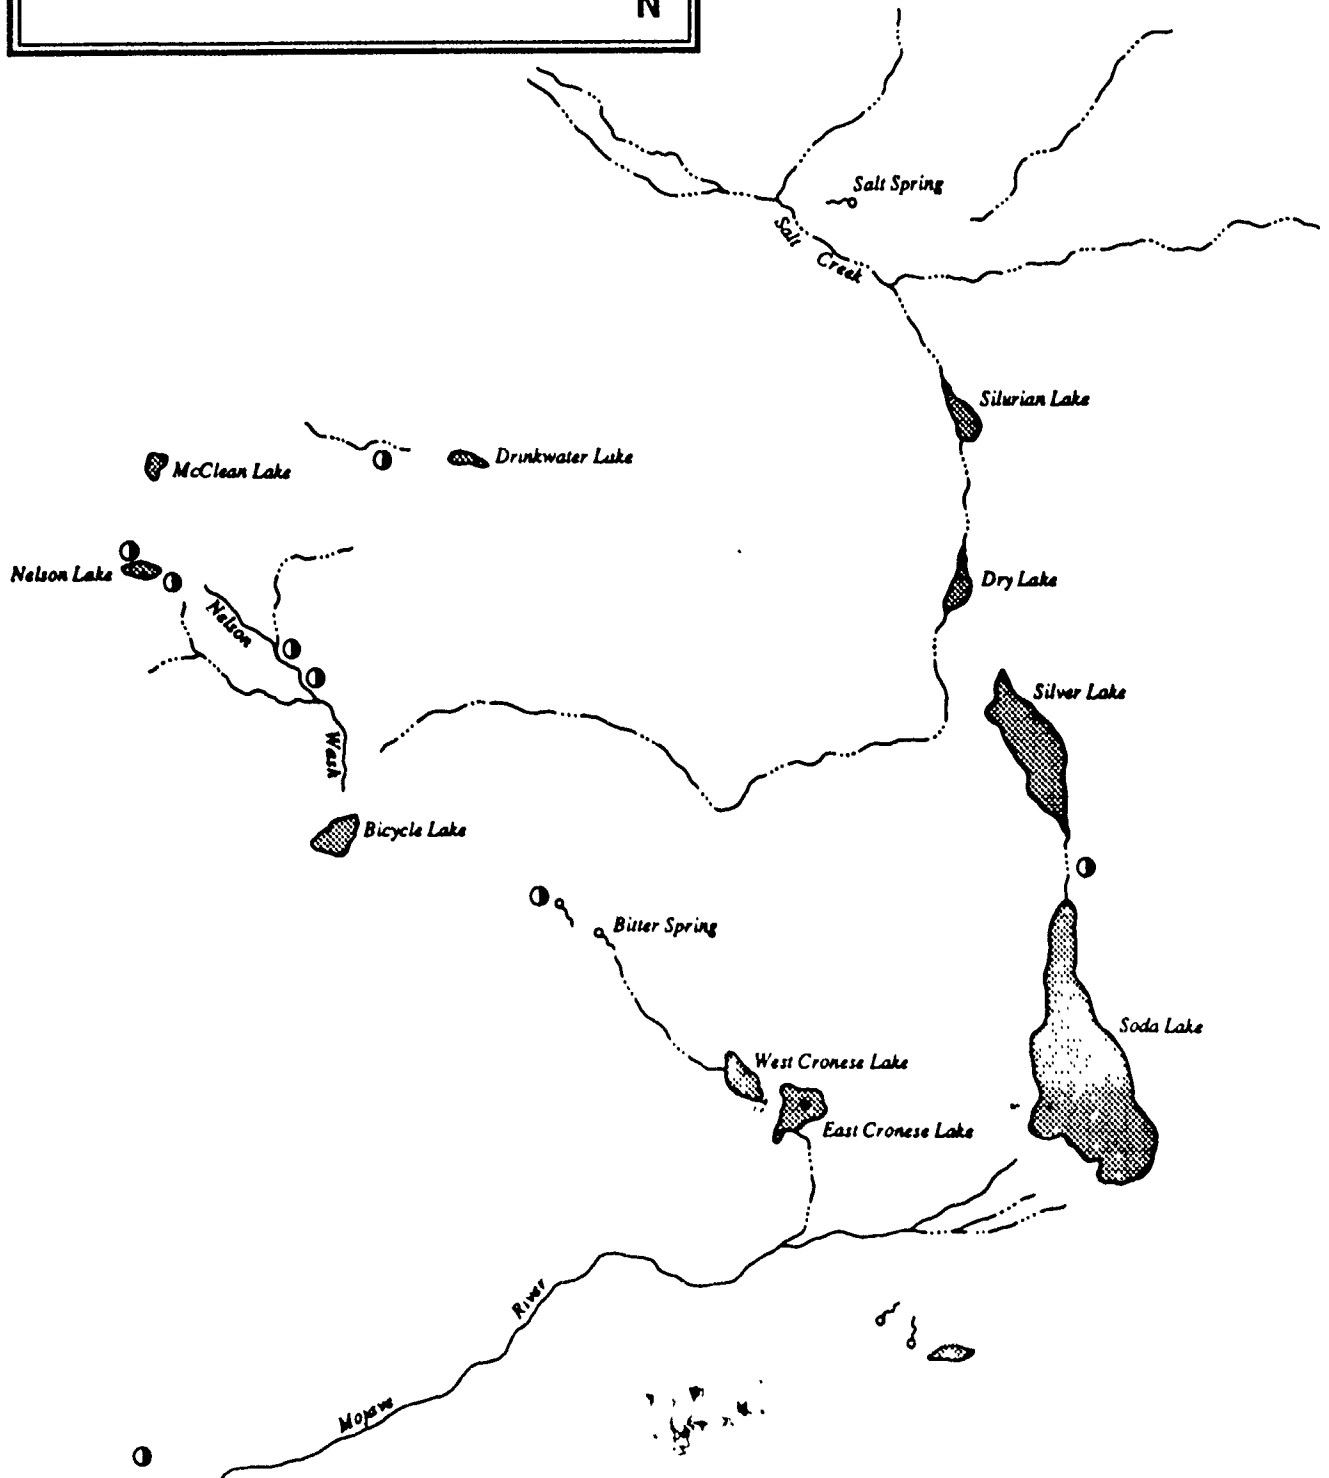 N
Salt Spring
Salt
Creek
Silurian Lake
Drinkwater Lake
McClean Lake
Nelson Lake
Dry Lake
Nelson
Silver Lake
Wash
Bicycle Lake
Bitter Spring
Soda Lake
West Cronese Lake
East Cronese Lake
River
Mojave